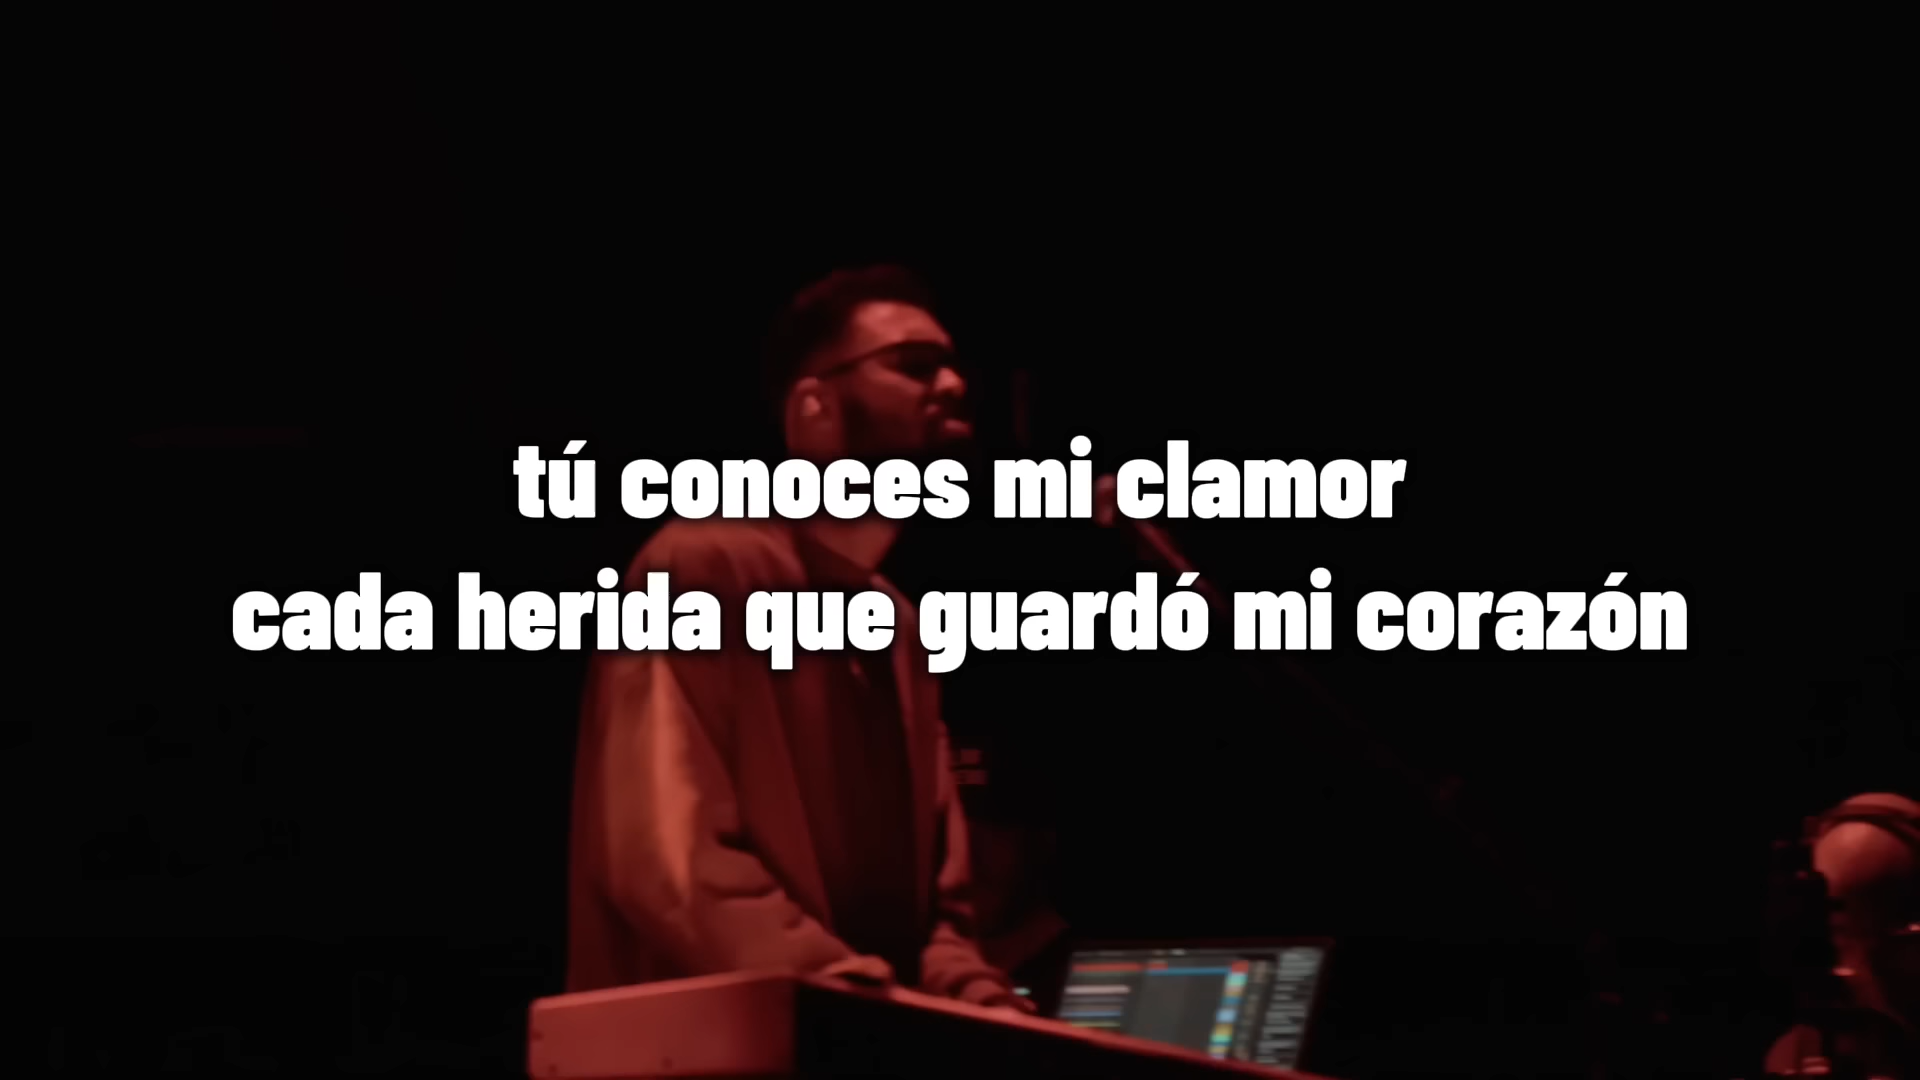 tú conoces mi clamor
cada herida que guardó mi corazón